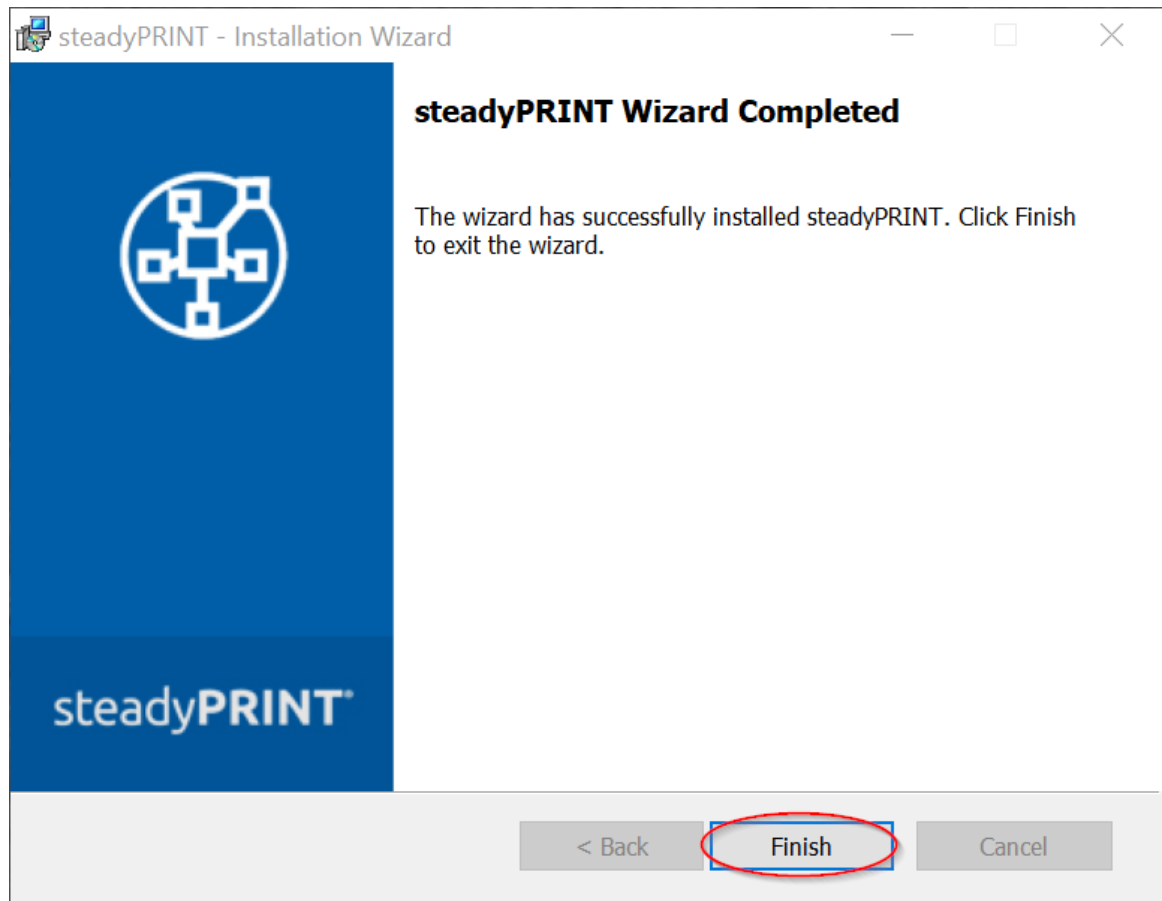 steadyPRINT - Installation Wizard
steadyPRINT Wizard Completed
The wizard has successfully installed steadyPRINT. Click Finish
to exit the wizard.
steadyPRINT®
< Back
Finish
Cancel